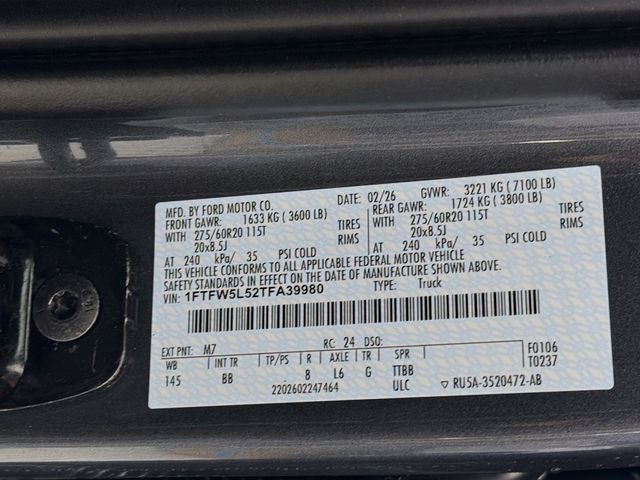 MFD. BY FORD MOTOR CO. DATE: 02/26 GVWR: 3221 KG ( 7100 LB)
FRONT GAWR: 1633 KG ( 3600 LB) REAR GAWR: 1724 KG ( 3800 LB)
WITH 275/60R20 115T TIRES WITH 275/60R20 115T TIRES
20x8.5J RIMS 20x8.5J RIMS
AT 240 kPa/ 35 PSI COLD AT 240 kPa/ 35 PSI COLD
THIS VEHICLE CONFORMS TO ALL APPLICABLE FEDERAL MOTOR VEHICLE
SAFETY, BUMPER, AND THEFT PREVENTION STANDARDS IN EFFECT ON THE
DATE OF MANUFACTURE SHOWN ABOVE.
VIN: 1FTFW5L52TFA39980 TYPE: Truck
EXT PNT: M7 RC: 24 DSO: F0106
WB INT TR TP/PS R AXLE TR SPR T0237
145 BB 8 L6 G TTBB
2202602247464 ULC ▽ RU5A-3520472-AB